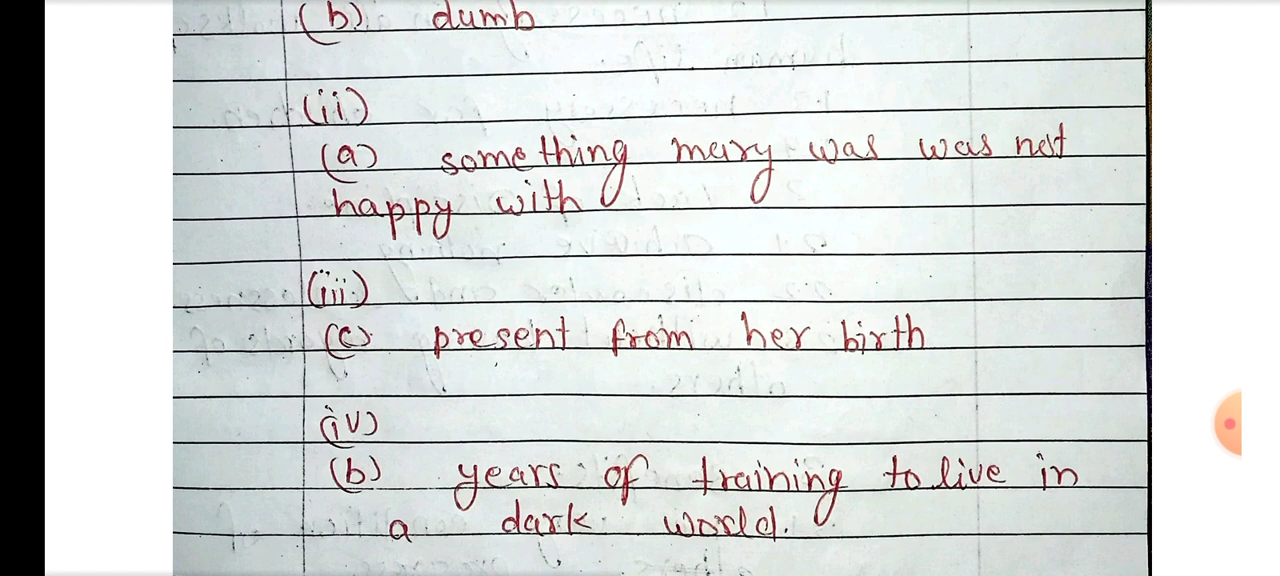 (b) dumb
(ii)
(a) something mary was was not
happy with
(iii)
(c) present from her birth
(iv)
(b) years of training to live in
a dark world.